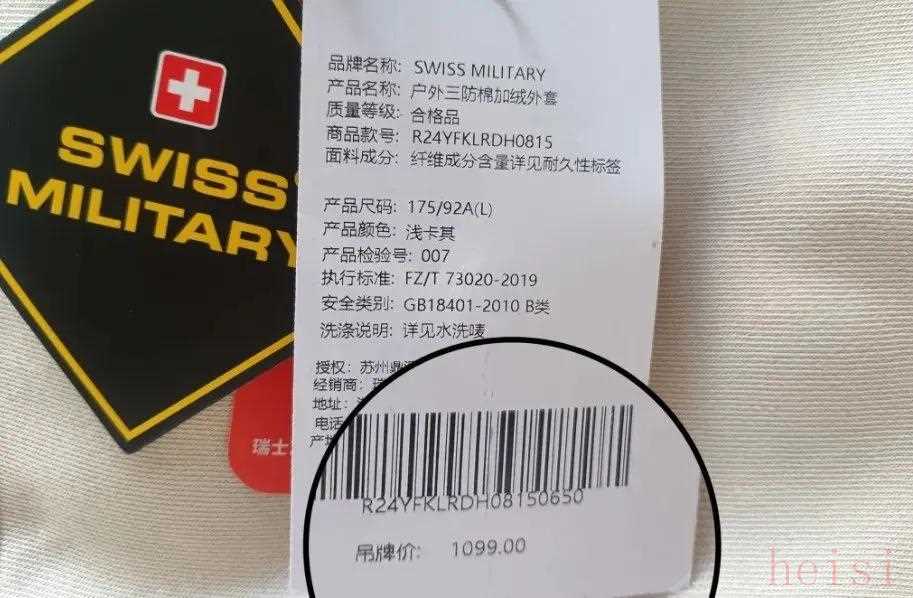 SWISS
MILITARY
瑞士
品牌名称: SWISS MILITARY
产品名称: 户外三防棉加绒外套
质量等级: 合格品
商品款号: R24YFKLRDH0815
面料成分: 纤维成分含量详见耐久性标签
产品尺码: 175/92A(L)
产品颜色: 浅卡其
产品检验号: 007
执行标准: FZ/T 73020-2019
安全类别: GB18401-2010 B类
洗涤说明: 详见水洗唛
授权: 苏州鼎
经销商:
地址:
电话
产地
R24YFKLRDH08150650
吊牌价: 1099.00
heisi